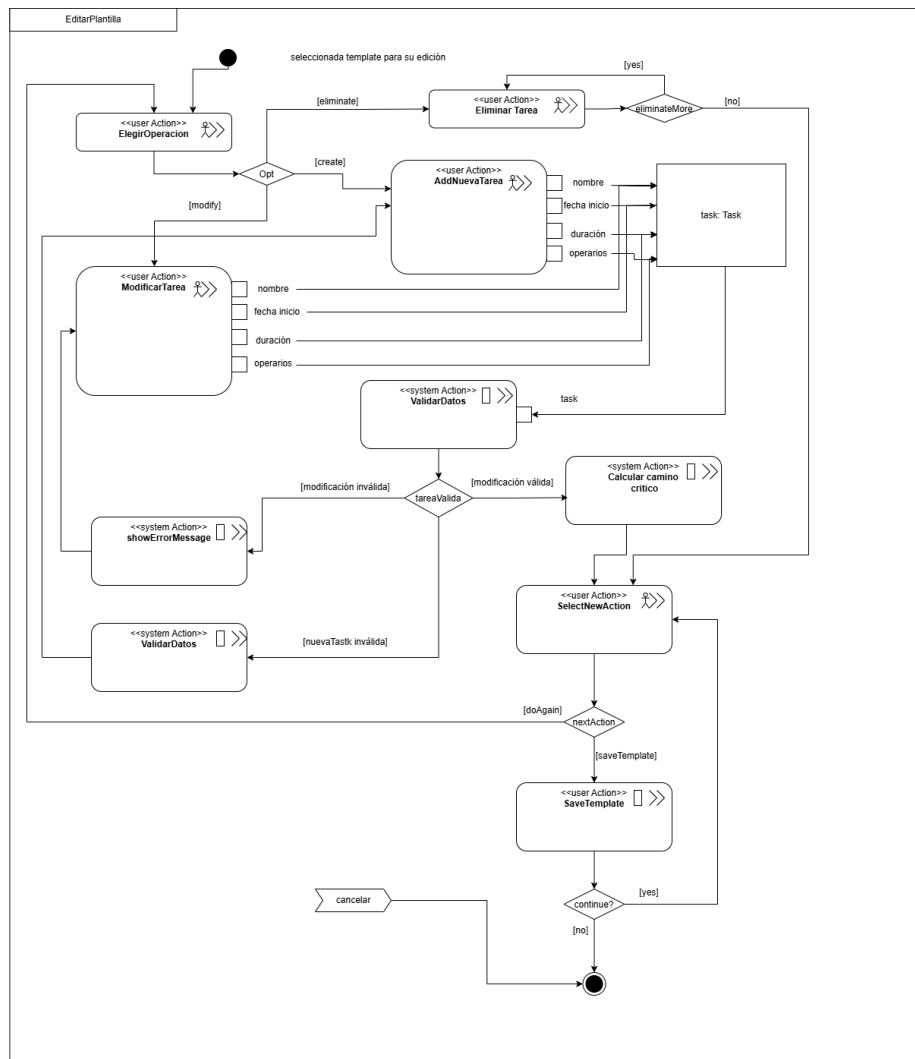 EditarPlantilla
seleccionada template para su edición
[yes]
<<user Action>>
Eliminar Tarea
eliminateMore
[no]
[eliminate]
<<user Action>>
ElegirOperacion
Opt
[create]
[modify]
<<user Action>>
AddNuevaTarea
nombre
fecha inicio
duración
operarios
task: Task
<<user Action>>
ModificarTarea
nombre
fecha inicio
duración
operarios
<<system Action>>
ValidarDatos
task
tareaValida
[modificación inválida]
[modificación válida]
<system Action>>
Calcular camino
critico
<<system Action>>
showErrorMessage
<<user Action>>
SelectNewAction
<<system Action>>
ValidarDatos
[nuevaTastk inválida]
[doAgain]
nextAction
[saveTemplate]
<<user Action>>
SaveTemplate
cancelar
continue?
[yes]
[no]